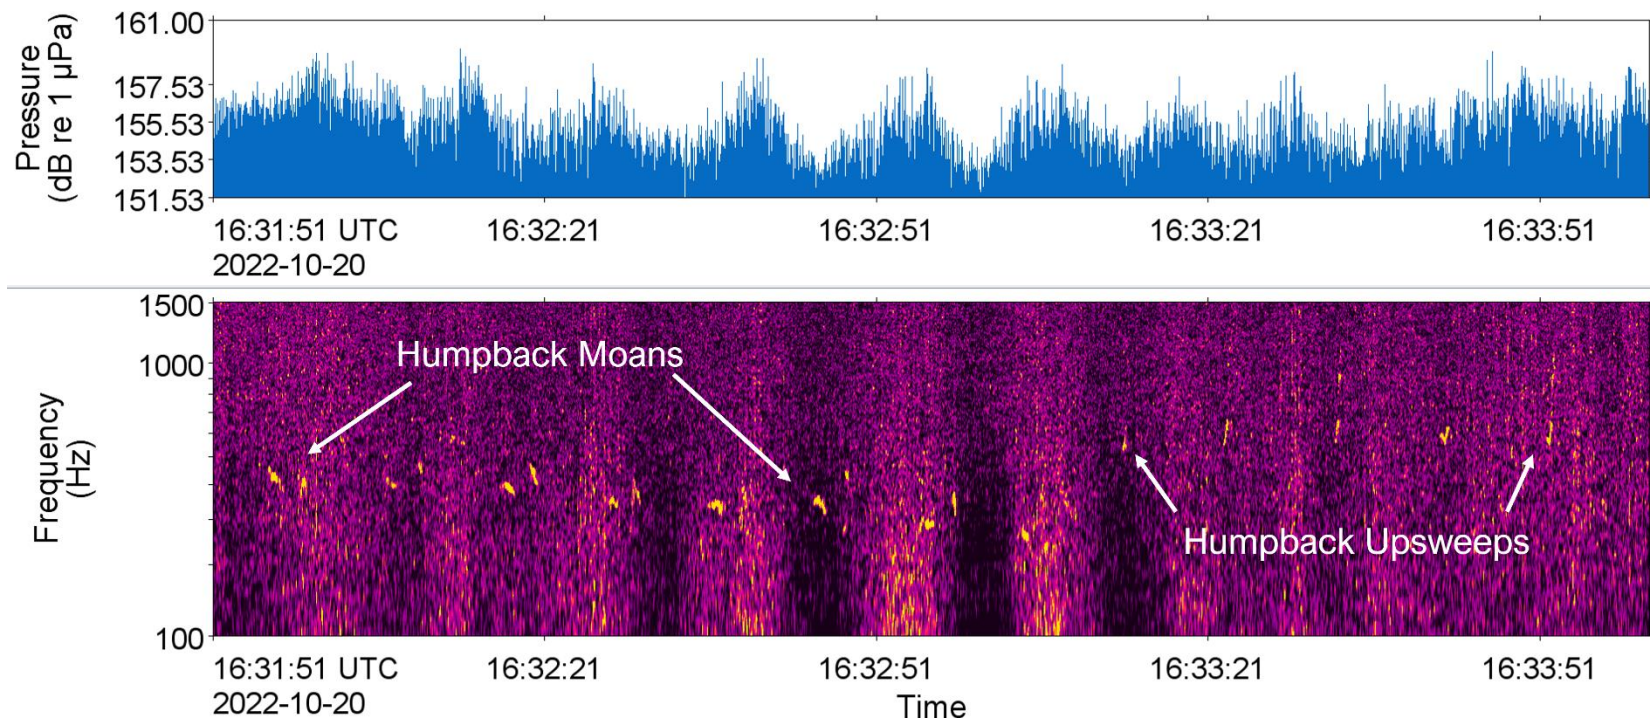 Pressure
(dB re 1 µPa)
161.00
157.53
155.53
153.53
151.53
16:31:51 UTC 16:32:21 16:32:51 16:33:21 16:33:51
2022-10-20
Frequency
(Hz)
1500
1000
100
Humpback Moans
Humpback Upsweeps
16:31:51 UTC 16:32:21 16:32:51 16:33:21 16:33:51
2022-10-20
Time